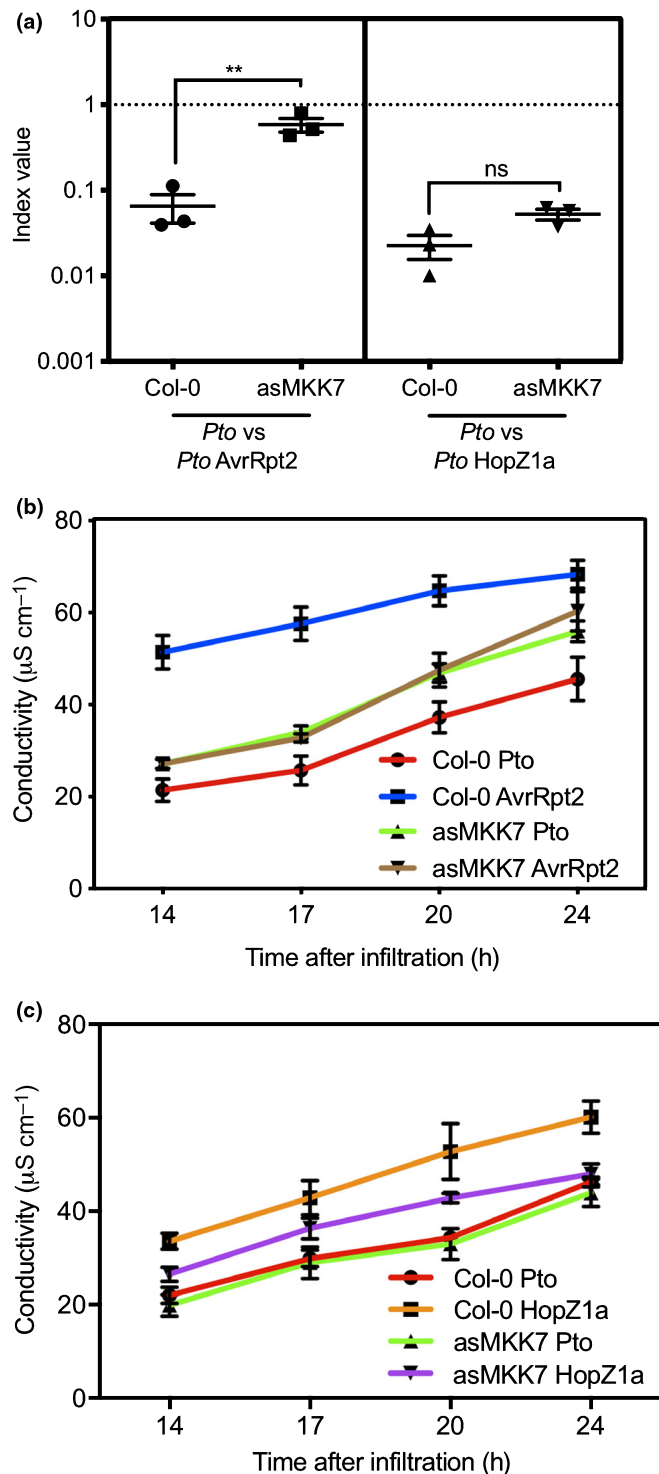 (a)
10
1
0.1
0.01
0.001
Index value
**
ns
Col-0 asMKK7 Col-0 asMKK7
Pto vs
Pto AvrRpt2
Pto vs
Pto HopZ1a
(b)
80
60
40
20
0
Conductivity (µS cm⁻¹)
Col-0 Pto
Col-0 AvrRpt2
asMKK7 Pto
asMKK7 AvrRpt2
14 17 20 24
Time after infiltration (h)
(c)
80
60
40
20
0
Conductivity (µS cm⁻¹)
Col-0 Pto
Col-0 HopZ1a
asMKK7 Pto
asMKK7 HopZ1a
14 17 20 24
Time after infiltration (h)